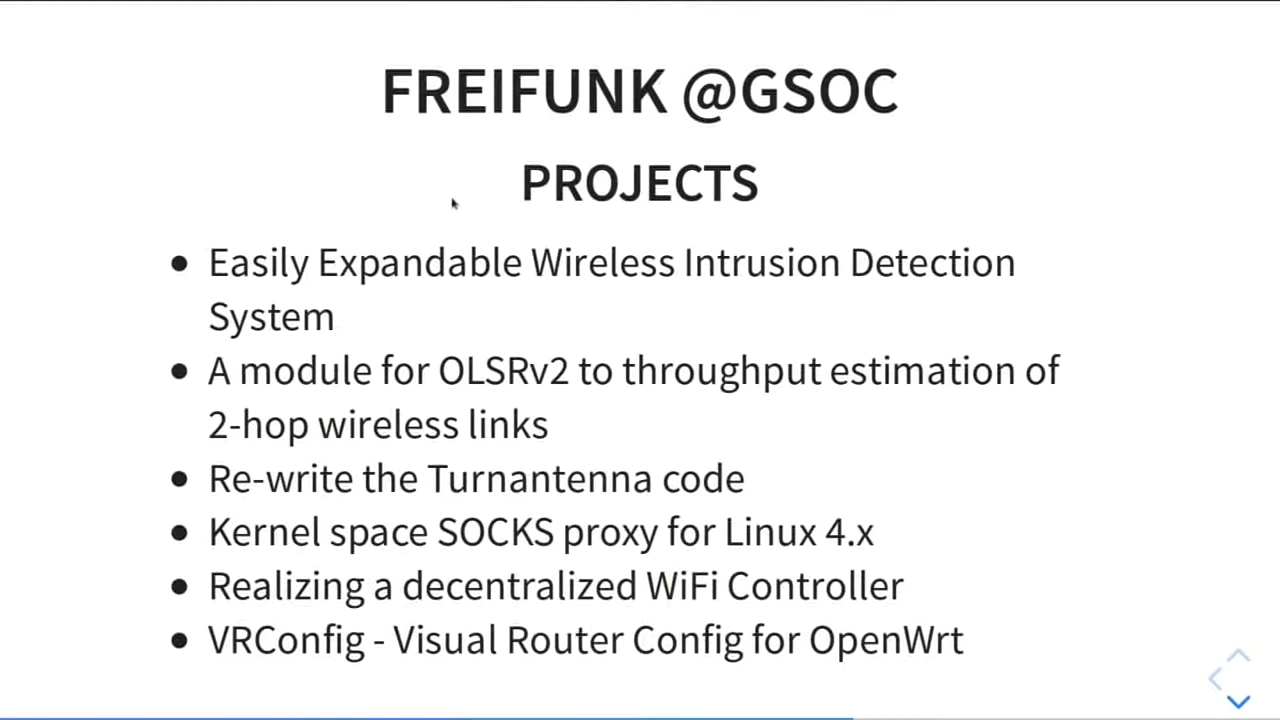 FREIFUNK @GSOC
PROJECTS
• Easily Expandable Wireless Intrusion Detection
System
• A module for OLSRv2 to throughput estimation of
2-hop wireless links
• Re-write the Turnantenna code
• Kernel space SOCKS proxy for Linux 4.x
• Realizing a decentralized WiFi Controller
• VRConfig - Visual Router Config for OpenWrt